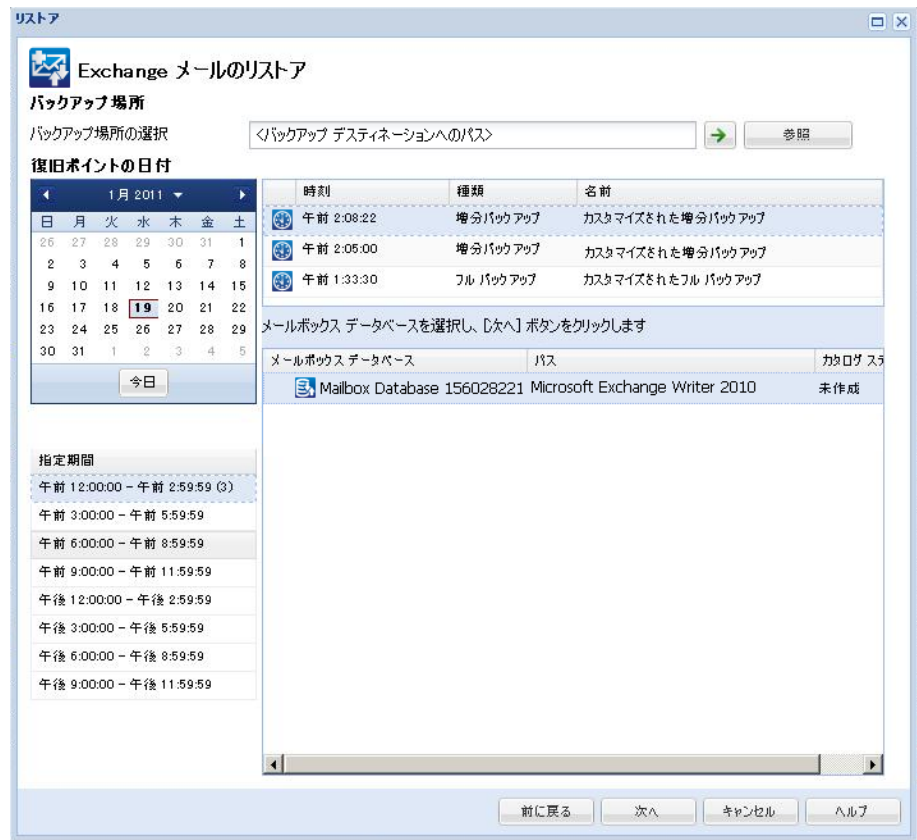 リストア
Exchange メールのリストア
バックアップ場所
バックアップ場所の選択 <バックアップ デスティネーションへのパス> 参照
復旧ポイントの日付
1月 2011
日 月 火 水 木 金 土
26 27 28 29 30 31 1
2 3 4 5 6 7 8
9 10 11 12 13 14 15
16 17 18 19 20 21 22
23 24 25 26 27 28 29
30 31 1 2 3 4 5
今日
時刻 種類 名前
午前 2:08:22 増分バックアップ カスタマイズされた増分バックアップ
午前 2:05:00 増分バックアップ カスタマイズされた増分バックアップ
午前 1:33:30 フル バックアップ カスタマイズされたフル バックアップ
メールボックス データベースを選択し、[次へ] ボタンをクリックします
メールボックス データベース パス カタログ ステ
Mailbox Database 156028221 Microsoft Exchange Writer 2010 未作成
指定期間
午前 12:00:00 - 午前 2:59:59 (3)
午前 3:00:00 - 午前 5:59:59
午前 6:00:00 - 午前 8:59:59
午前 9:00:00 - 午前 11:59:59
午後 12:00:00 - 午後 2:59:59
午後 3:00:00 - 午後 5:59:59
午後 6:00:00 - 午後 8:59:59
午後 9:00:00 - 午後 11:59:59
前に戻る 次へ キャンセル ヘルプ